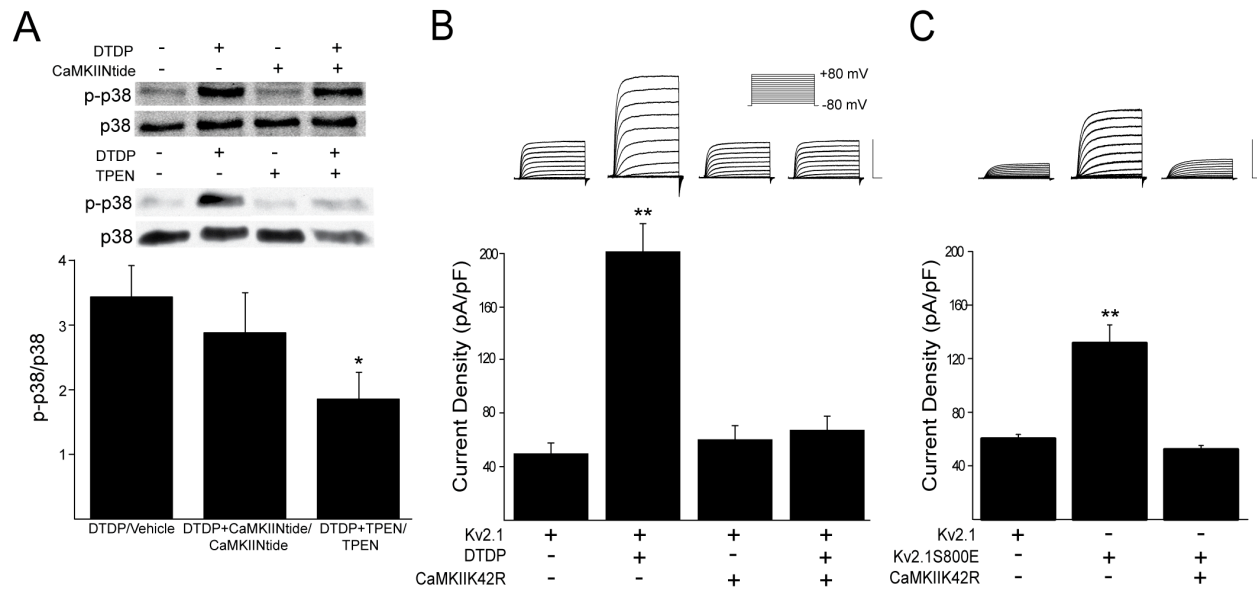 A
B
C
DTDP - + - +
CaMKIINtide - - + +
p-p38
p38
DTDP - + - +
TPEN - - + +
p-p38
p38
+80 mV
-80 mV
p-p38/p38
4
3
2
1
*
DTDP/Vehicle
DTDP+CaMKIINtide/
CaMKIINtide
DTDP+TPEN/
TPEN
Current Density (pA/pF)
200
160
120
80
40
**
Kv2.1 + + + +
DTDP - + - +
CaMKIIK42R - - + +
Current Density (pA/pF)
200
160
120
80
40
**
Kv2.1 + - -
Kv2.1S800E - + +
CaMKIIK42R - - +